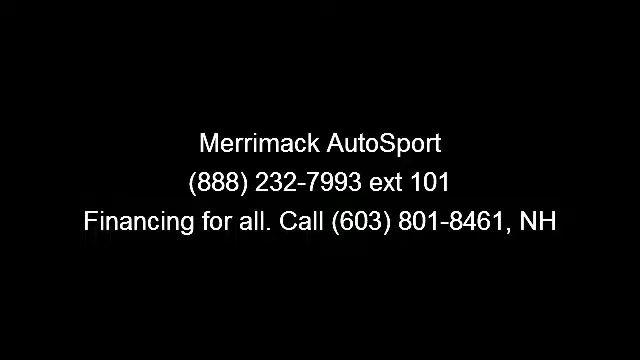 Merrimack AutoSport
(888) 232-7993 ext 101
Financing for all. Call (603) 801-8461, NH